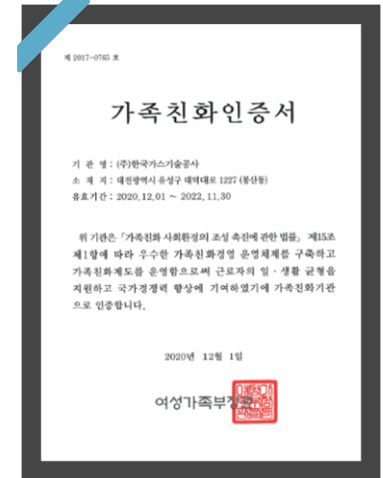 제 2017-0765 호
가족친화인증서
기 관 명 : (주)한국가스기술공사
소 재 지 : 대전광역시 유성구 대덕대로 1227 (봉산동)
유효기간 : 2020.12.01 ~ 2022.11.30
위 기관은 「가족친화 사회환경의 조성 촉진에 관한 법률」 제15조
제1항에 따라 우수한 가족친화경영 운영체제를 구축하고
가족친화제도를 운영함으로써 근로자의 일·생활 균형을
지원하고 국가경쟁력 향상에 기여하였기에 가족친화기관
으로 인증합니다.
2020년 12월 1일
여성가족부장관